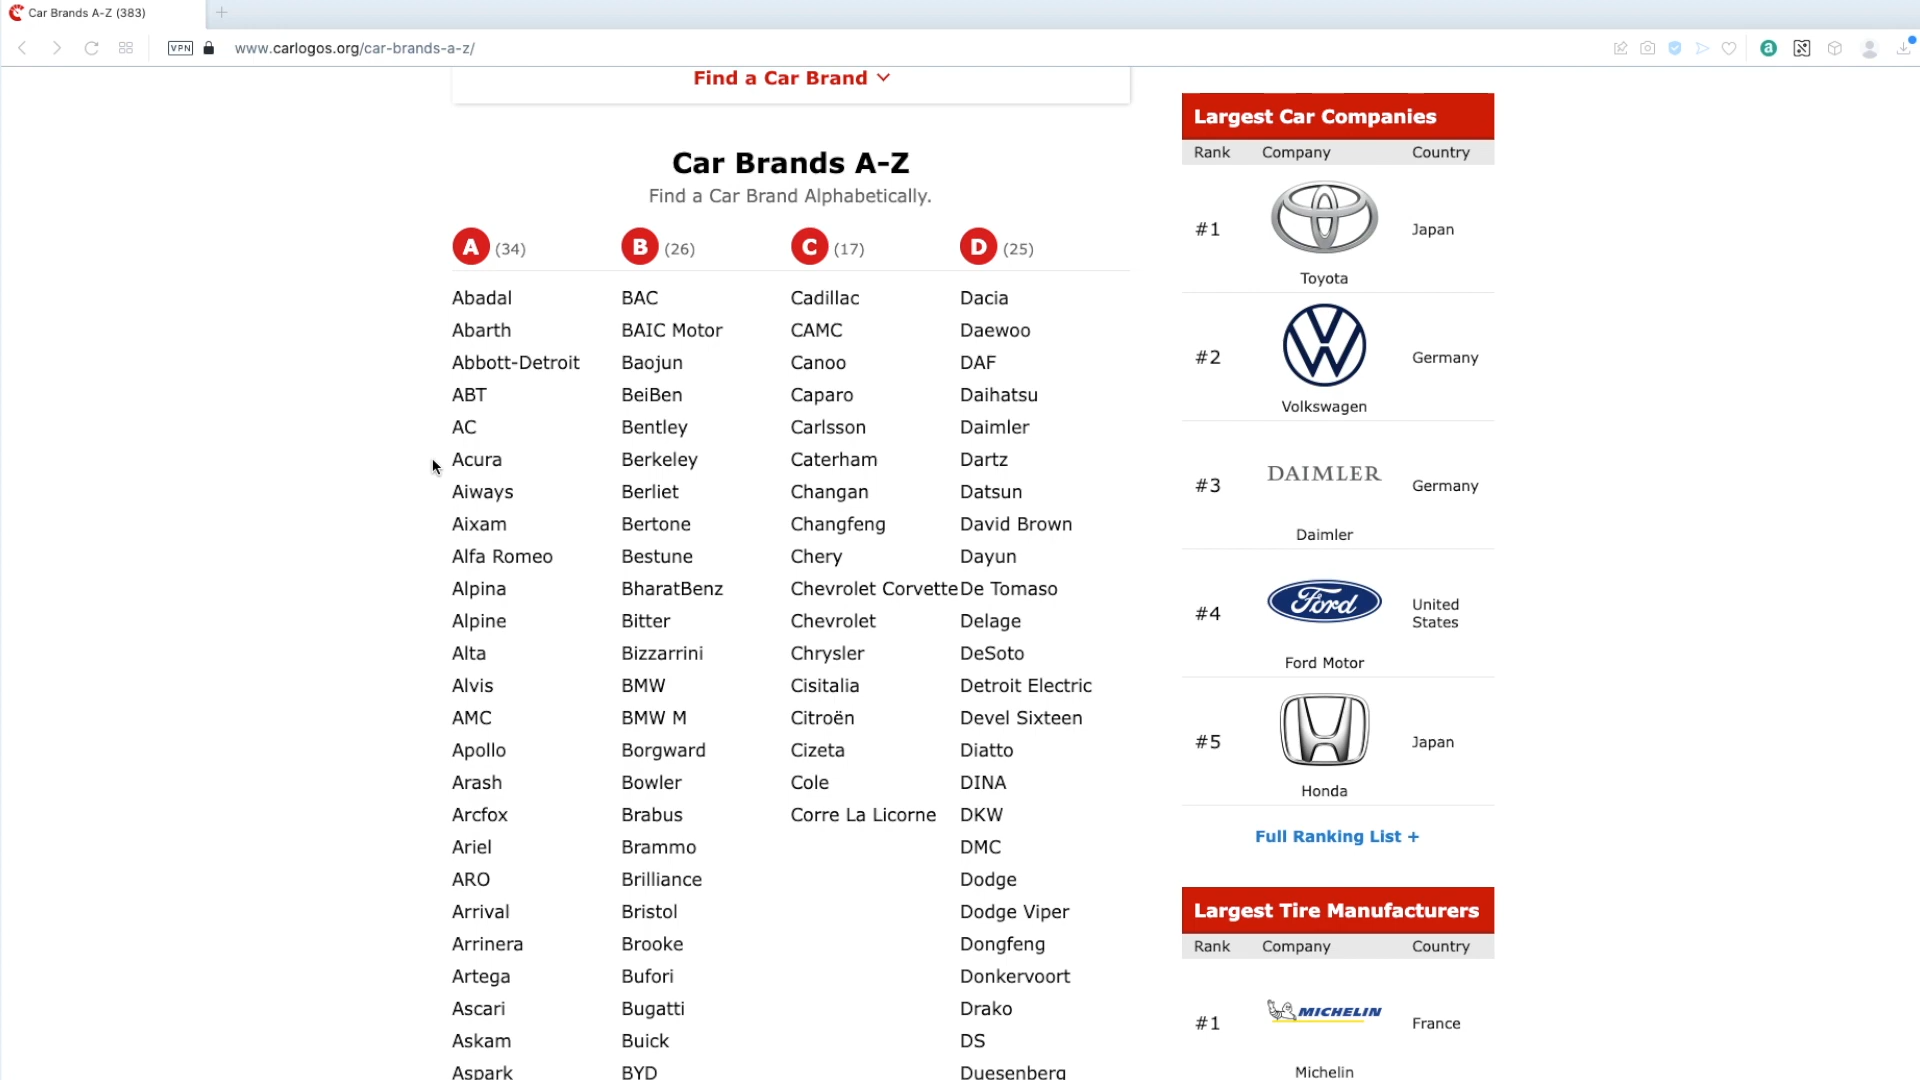 Car Brands A-Z (383)
VPN
www.carlogos.org/car-brands-a-z/
Find a Car Brand
Car Brands A-Z
Find a Car Brand Alphabetically.
A (34)
Abadal
Abarth
Abbott-Detroit
ABT
AC
Acura
Aiways
Aixam
Alfa Romeo
Alpina
Alpine
Alta
Alvis
AMC
Apollo
Arash
Arcfox
Ariel
ARO
Arrival
Arrinera
Artega
Ascari
Askam
Aspark
B (26)
BAC
BAIC Motor
Baojun
BeiBen
Bentley
Berkeley
Berliet
Bertone
Bestune
BharatBenz
Bitter
Bizzarrini
BMW
BMW M
Borgward
Bowler
Brabus
Brammo
Brilliance
Bristol
Brooke
Bufori
Bugatti
Buick
BYD
C (17)
Cadillac
CAMC
Canoo
Caparo
Carlsson
Caterham
Changan
Changfeng
Chery
Chevrolet Corvette
Chevrolet
Chrysler
Cisitalia
Citroën
Cizeta
Cole
Corre La Licorne
D (25)
Dacia
Daewoo
DAF
Daihatsu
Daimler
Dartz
Datsun
David Brown
Dayun
De Tomaso
Delage
DeSoto
Detroit Electric
Devel Sixteen
Diatto
DINA
DKW
DMC
Dodge
Dodge Viper
Dongfeng
Donkervoort
Drako
DS
Duesenberg
Largest Car Companies
Rank Company Country
#1 Japan
Toyota
#2 Germany
Volkswagen
DAIMLER
#3 Germany
Daimler
Ford
#4 United
States
Ford Motor
#5 Japan
Honda
Full Ranking List +
Largest Tire Manufacturers
Rank Company Country
MICHELIN
#1 France
Michelin